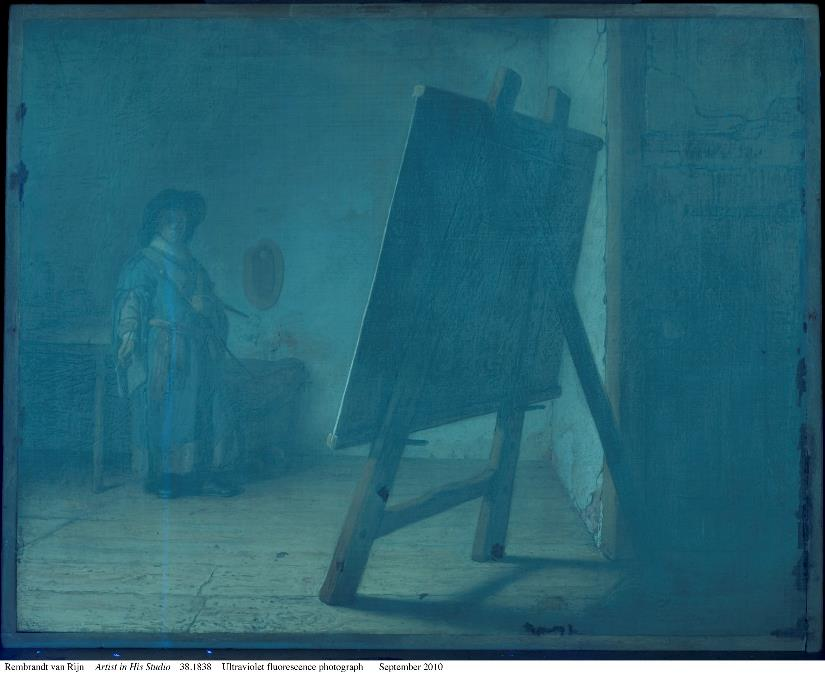 Rembrandt van Rijn Artist in His Studio 38.1838 Ultraviolet fluorescence photograph September 2010